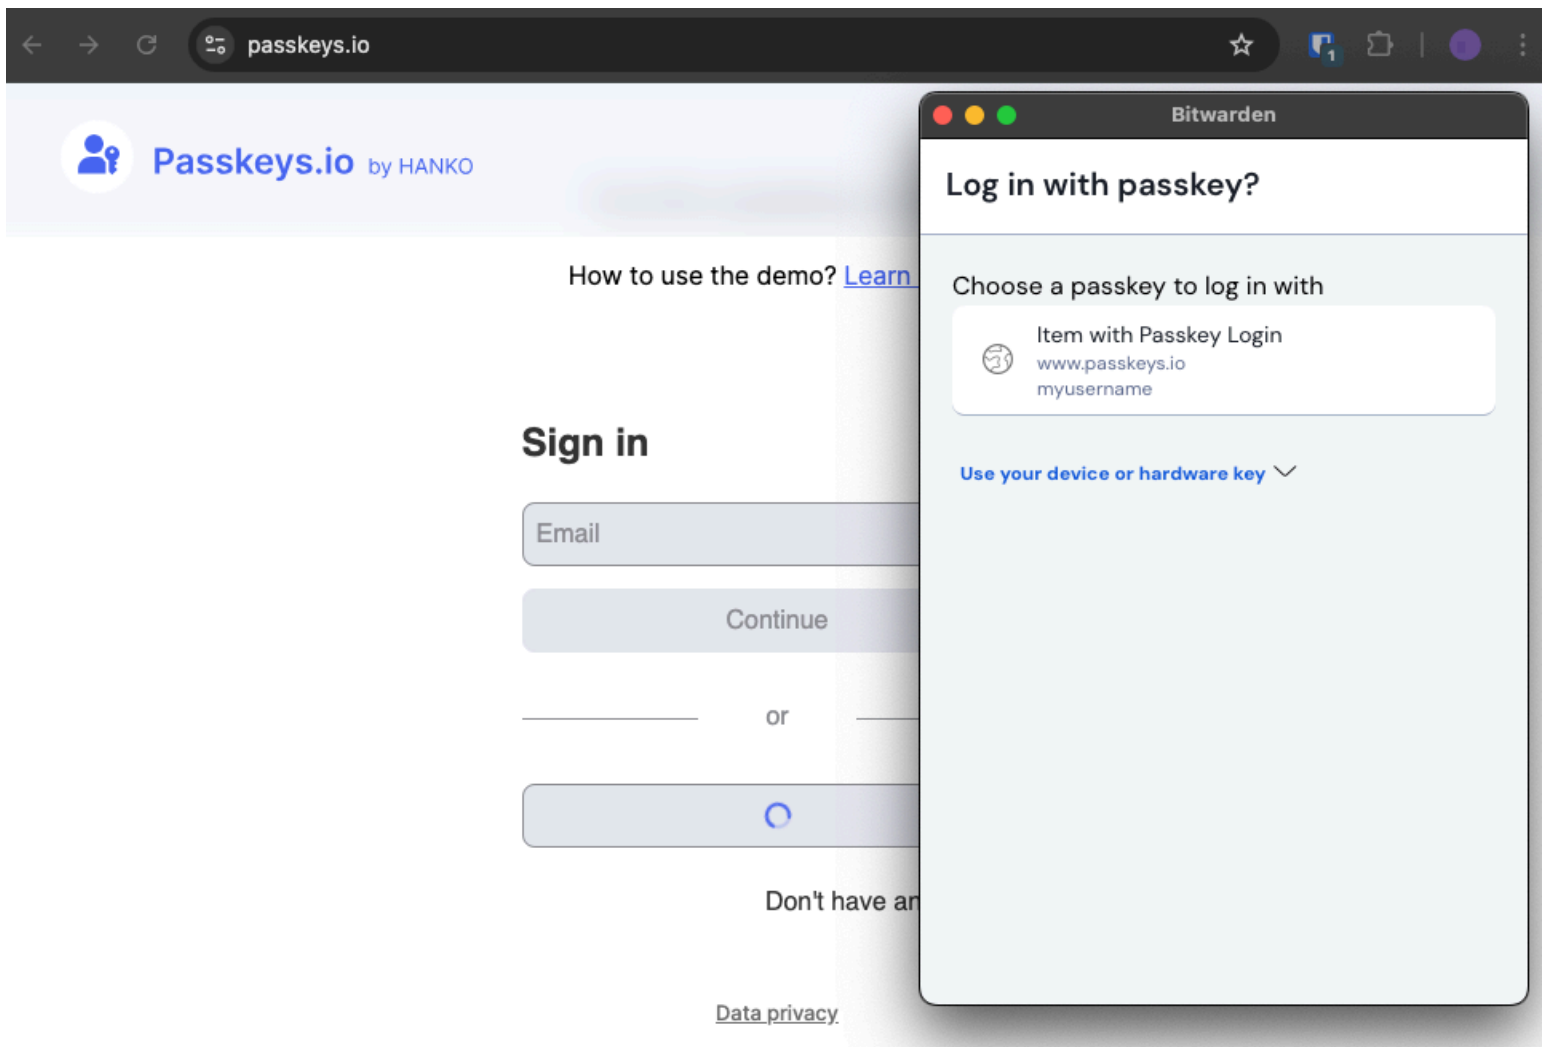 passkeys.io
1
Passkeys.io by HANKO
How to use the demo? Learn
Sign in
Email
Continue
or
Don't have an
Data privacy
Bitwarden
Log in with passkey?
Choose a passkey to log in with
Item with Passkey Login
www.passkeys.io
myusername
Use your device or hardware key